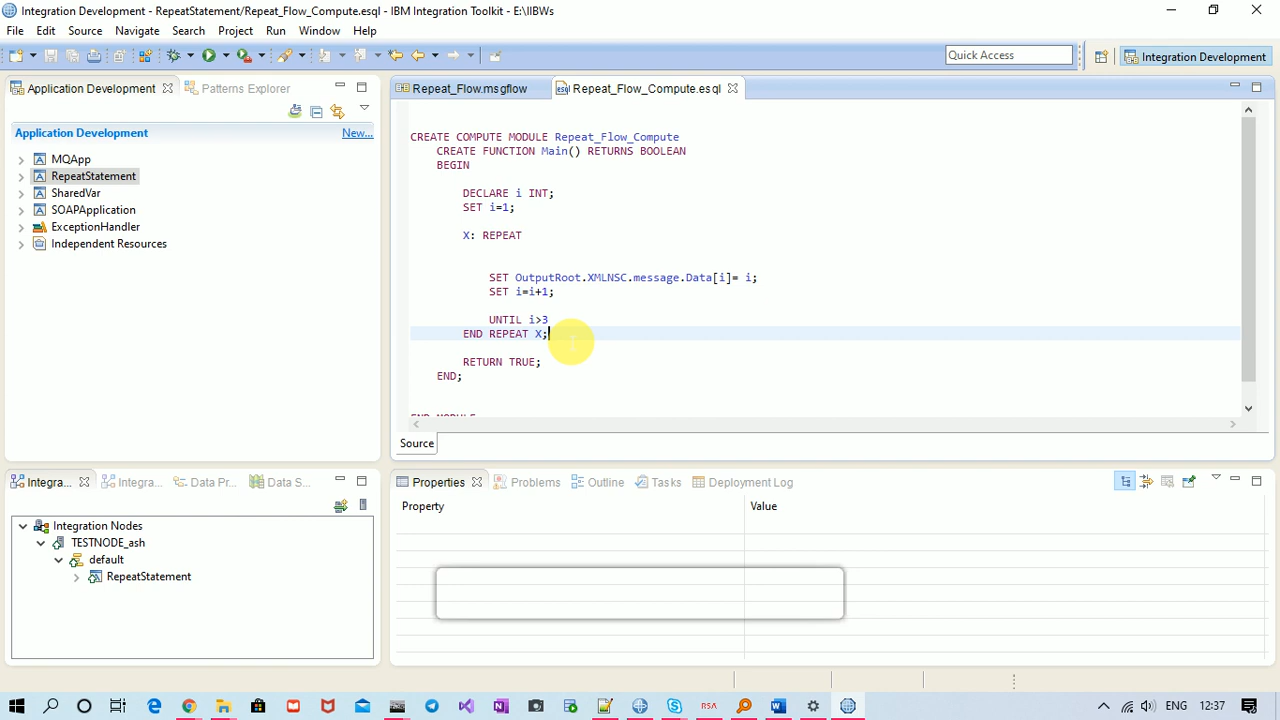 Integration Development - RepeatStatement/Repeat_Flow_Compute.esql - IBM Integration Toolkit - E:\IIBWs
File Edit Source Navigate Search Project Run Window Help
Quick Access
Integration Development
Application Development
Patterns Explorer
Repeat_Flow.msgflow
esql Repeat_Flow_Compute.esql
Application Development
New...
MQApp
RepeatStatement
SharedVar
SOAPApplication
ExceptionHandler
Independent Resources
CREATE COMPUTE MODULE Repeat_Flow_Compute
CREATE FUNCTION Main() RETURNS BOOLEAN
BEGIN
DECLARE i INT;
SET i=1;
X: REPEAT
SET OutputRoot.XMLNSC.message.Data[i]= i;
SET i=i+1;
UNTIL i>3
END REPEAT X;
RETURN TRUE;
END;
END MODULE
Source
Integra...
Integra...
Data Pr...
Data S...
Integration Nodes
TESTNODE_ash
default
RepeatStatement
Properties
Problems
Outline
Tasks
Deployment Log
Property
Value
RSA
ENG
12:37